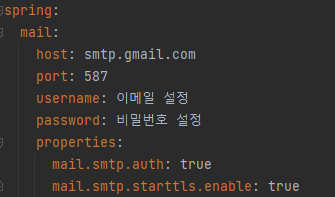 spring:
mail:
host: smtp.gmail.com
port: 587
username: 이메일 설정
password: 비밀번호 설정
properties:
mail.smtp.auth: true
mail.smtp.starttls.enable: true